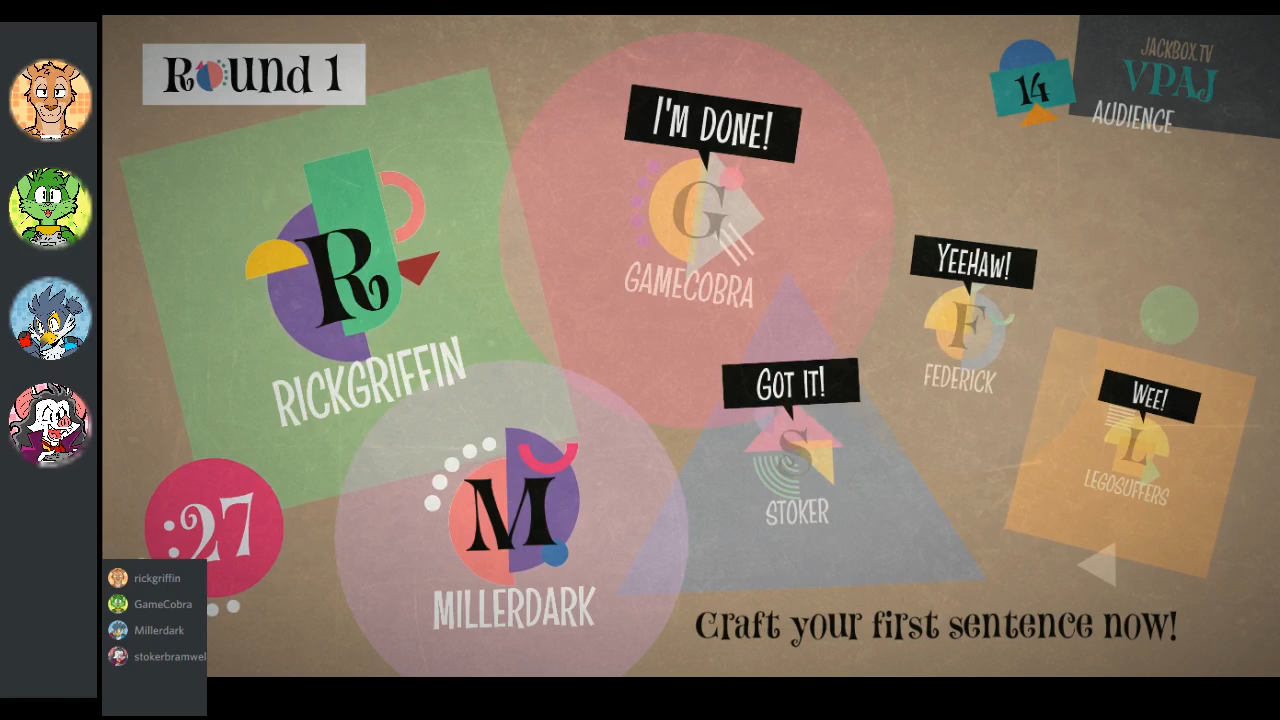 Round 1
14
JACKBOX.TV
VPAJ
AUDIENCE
I'M DONE!
G
GAMECOBRA
R
RICKGRIFFIN
YEEHAW!
F
FEDERICK
GOT IT!
S
STOKER
WEE!
L
LEGOSUFFERS
M
MILLERDARK
:27
rickgriffin
GameCobra
Millerdark
stokerbramwel
Craft your first sentence now!